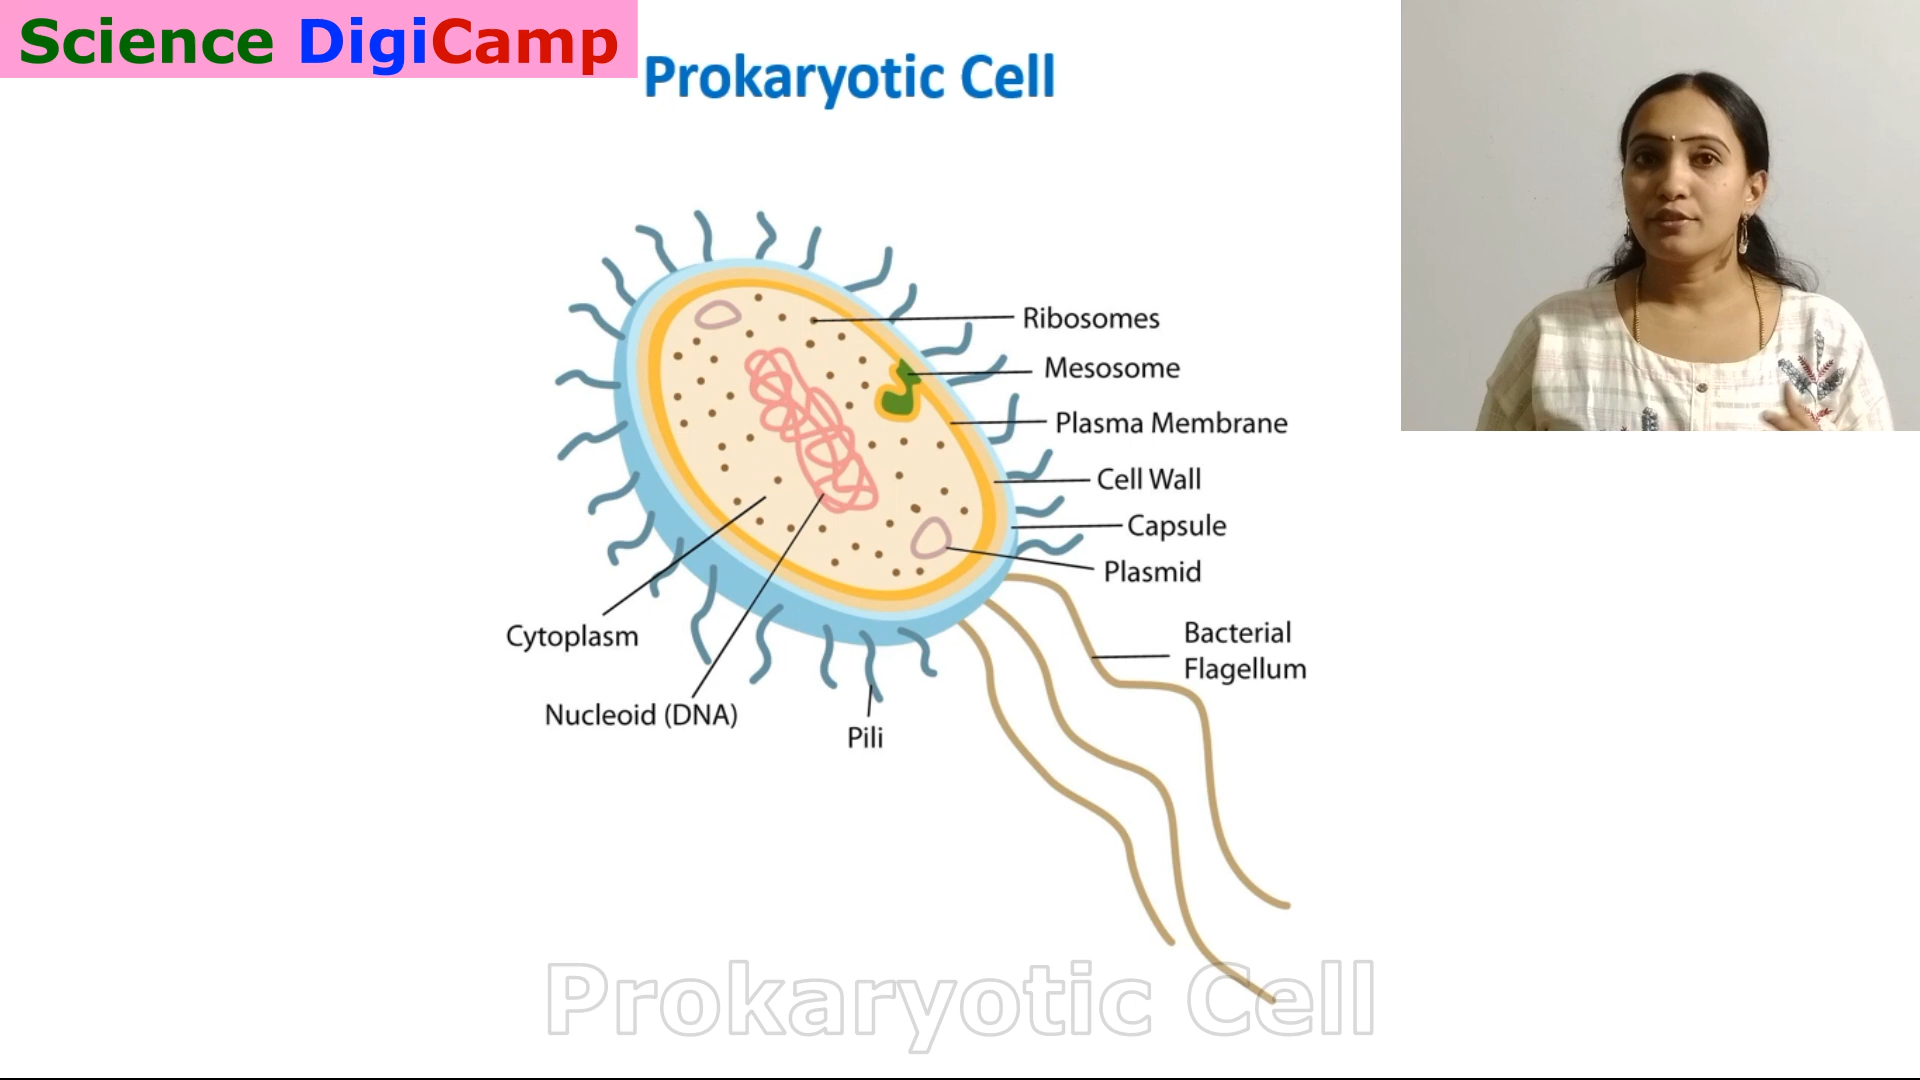 Science DigiCamp
Prokaryotic Cell
Ribosomes
Mesosome
Plasma Membrane
Cell Wall
Capsule
Plasmid
Bacterial
Flagellum
Cytoplasm
Nucleoid (DNA)
Pili
Prokaryotic Cell